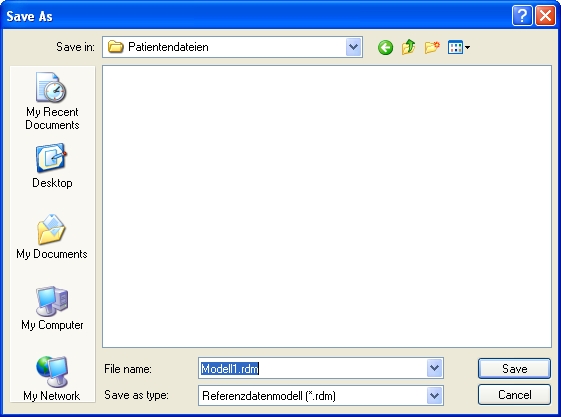 Save As
Save in:
Patientendateien
My Recent
Documents
Desktop
My Documents
My Computer
My Network
File name:
Modell1.rdm
Save
Save as type:
Referenzdatenmodell (*.rdm)
Cancel